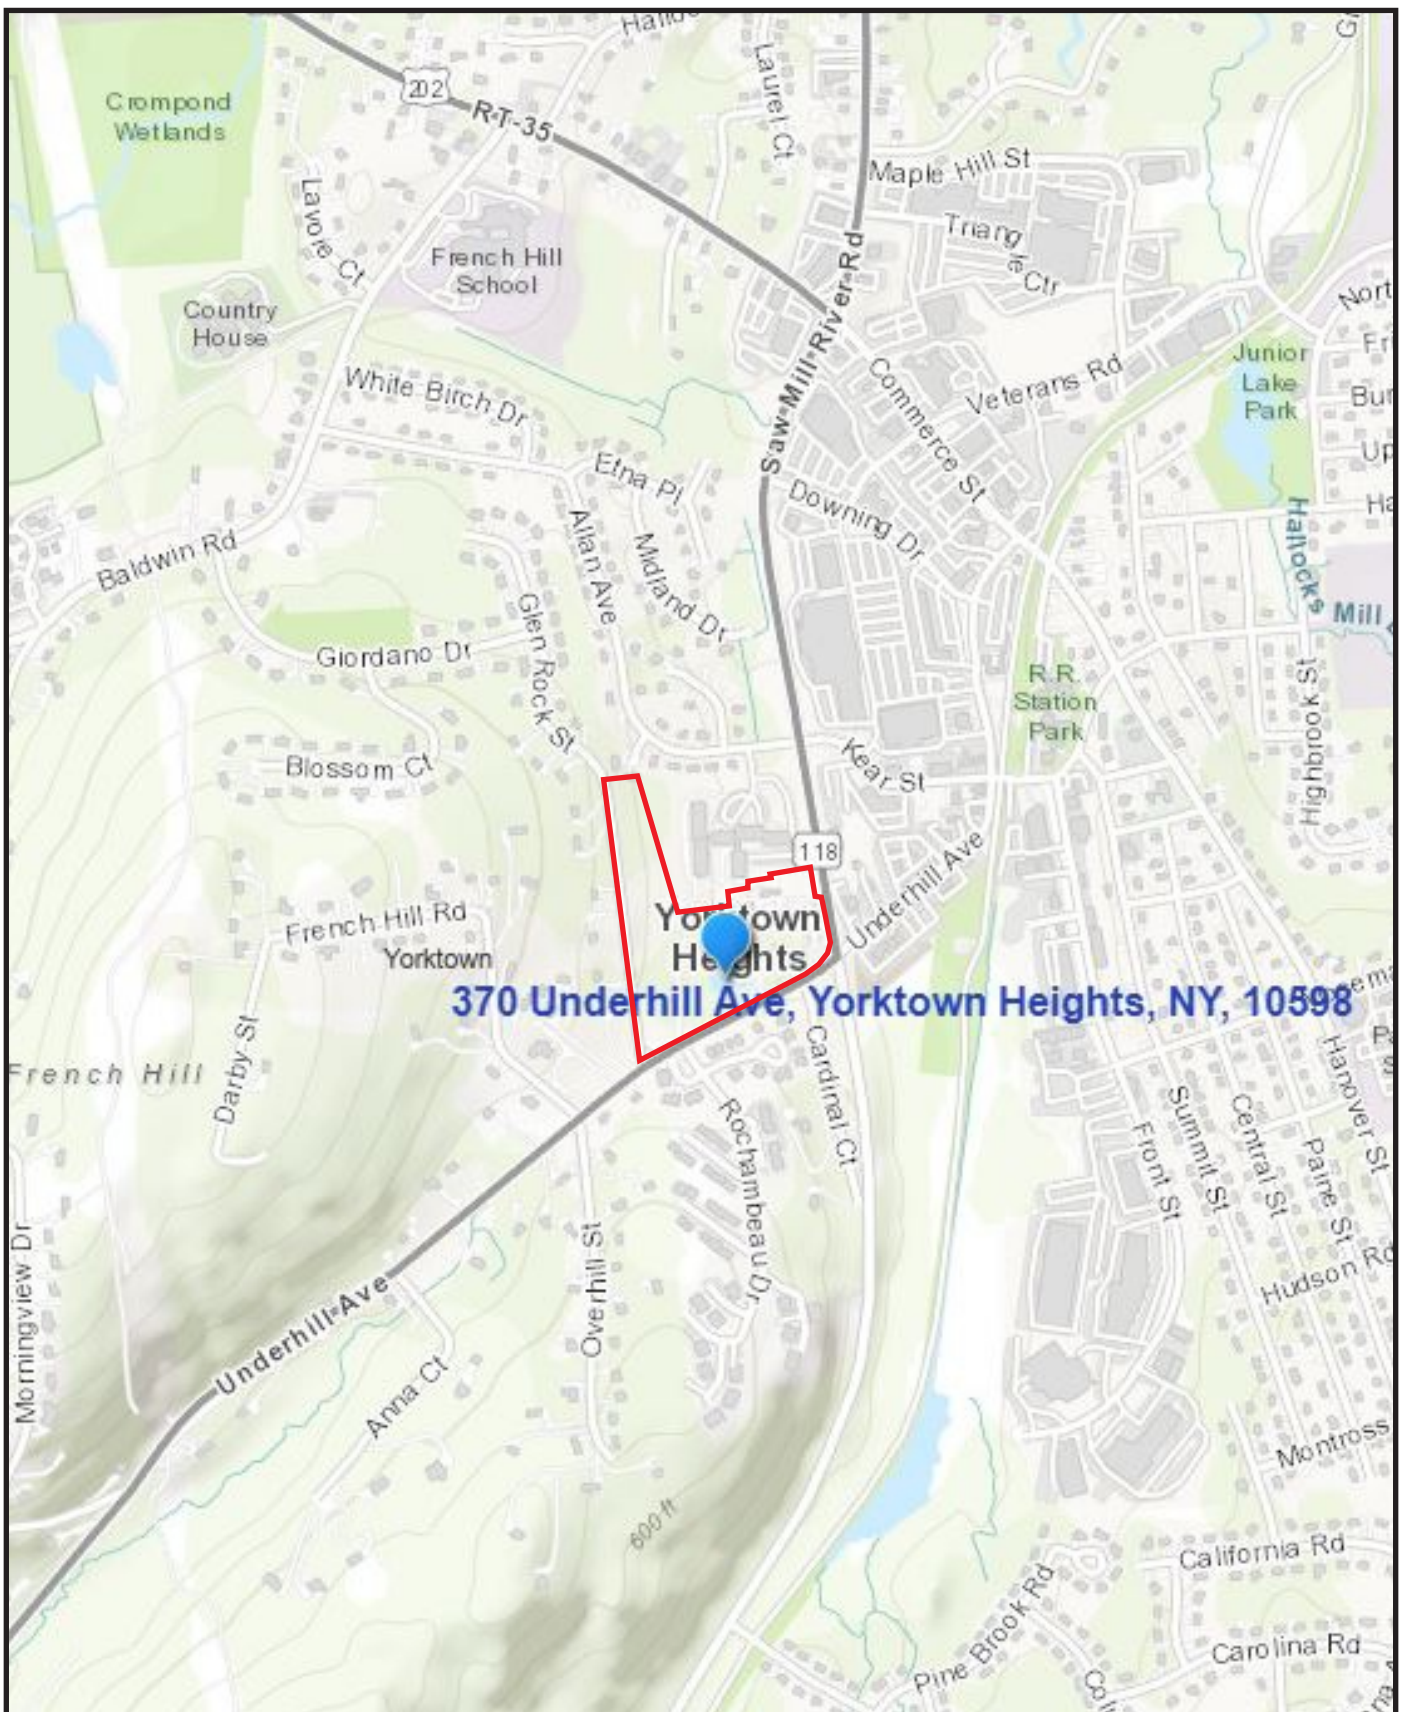 Crompond
Wetlands
202
R-T-35
Laurel Ct
Maple Hill St
Triangle Ctr
Lavoie Ct
French Hill
School
Saw-Mill-River-Rd
Country
House
White Birch Dr
Commerce St
Veterans Rd
Junior
Lake
Park
Etna Pl
Downing Dr
Allan Ave
Midland Dr
Baldwin Rd
Glen Rock St
Giordano Dr
Hallock's
Mill
R.R.
Station
Park
Highbrook St
Blossom Ct
Kear St
118
Underhill Ave
French Hill Rd
Yorktown
Yorktown
Heights
370 Underhill Ave, Yorktown Heights, NY, 10598
Darby St
French Hill
Cardinal Ct
Rochambeau Dr
Hanover St
Front St
Summit St
Central St
Paine St
Morningview Dr
Overhill St
Hudson Rd
Underhill-Ave
Anna Ct
Montross
600 ft
California Rd
Pine Brook Rd
Carolina Rd